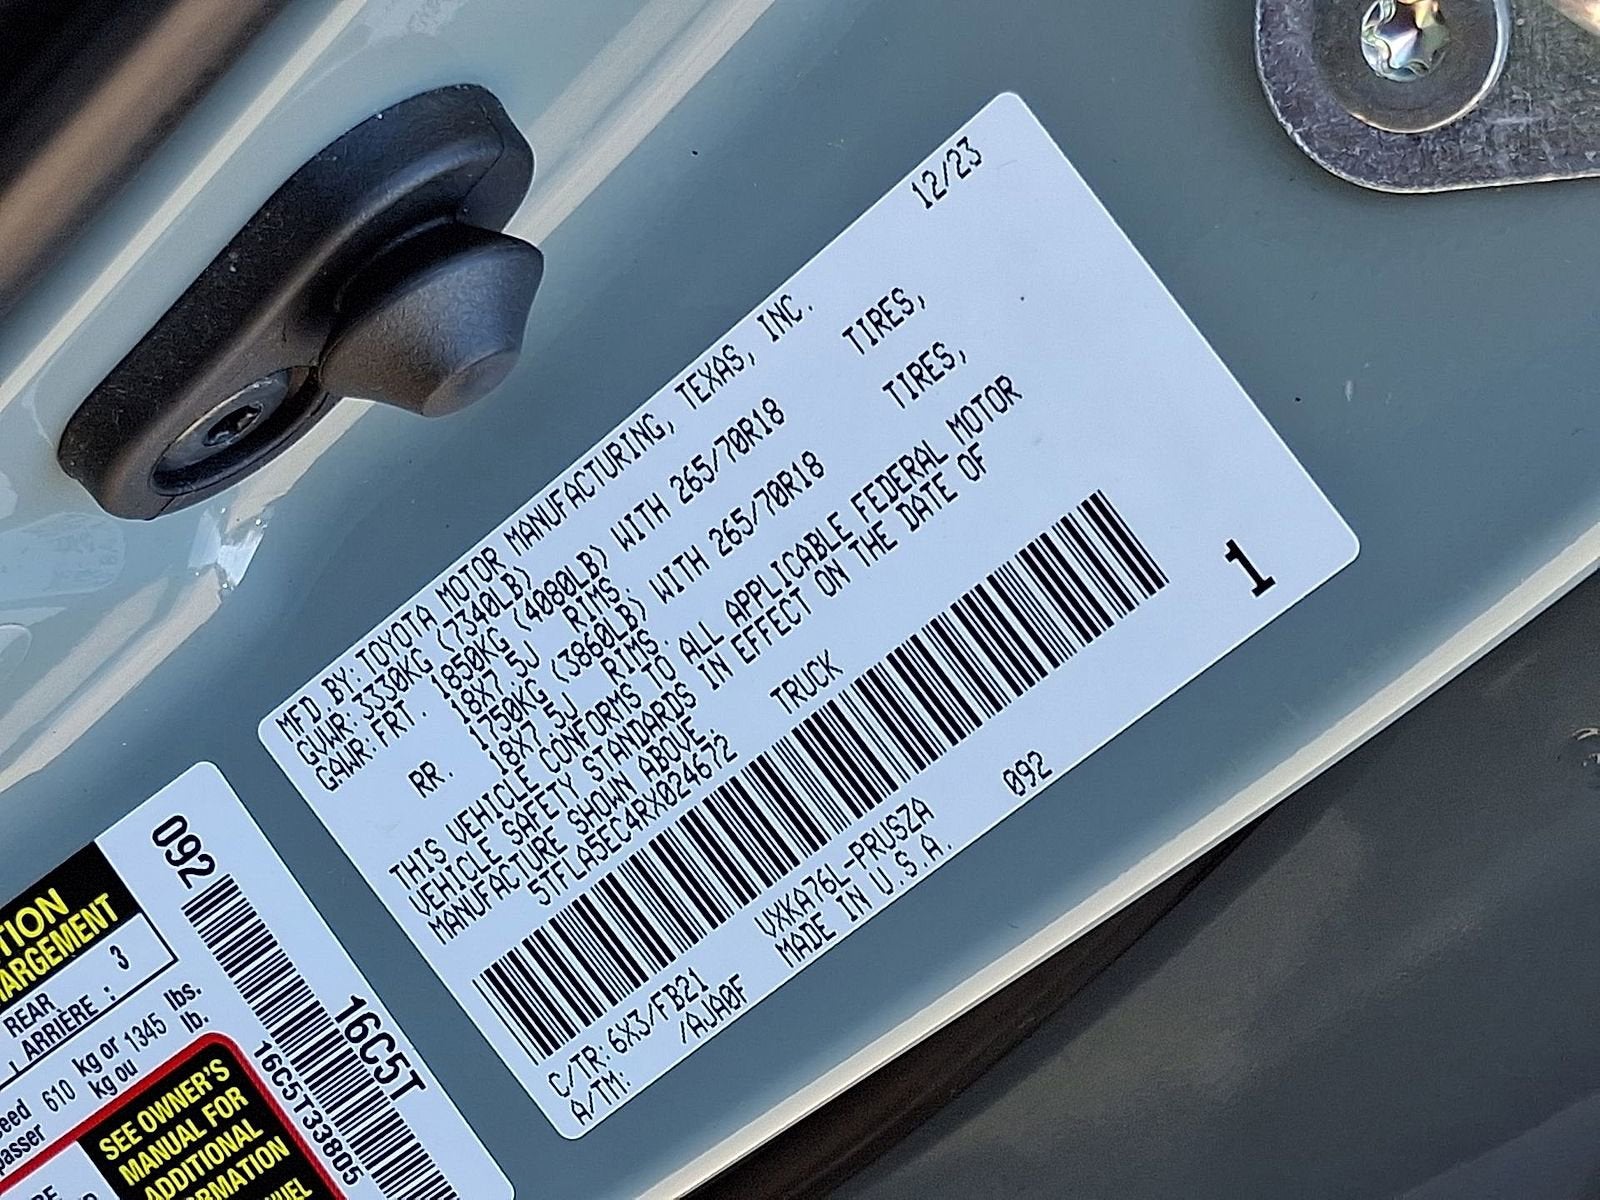 12/23
MFD.BY:TOYOTA MOTOR MANUFACTURING, TEXAS, INC.
GVWR:3330KG (7340LB)
GAWR:FRT. 1850KG (4080LB) WITH 265/70R18 TIRES,
18X7.5J RIMS,
RR. 1750KG (3860LB) WITH 265/70R18 TIRES,
18X7.5J RIMS.
THIS VEHICLE CONFORMS TO ALL APPLICABLE FEDERAL MOTOR
VEHICLE SAFETY STANDARDS IN EFFECT ON THE DATE OF
MANUFACTURE SHOWN ABOVE.
5TFLA5EC4RX024672 TRUCK
1
VXKA76L-PRUSZA 092
C/TR:6X3/FB21 MADE IN U.S.A.
A/TM: /AJA0F
092
16C5T
16C5T33805
TION
HARGEMENT
REAR
ARRIÈRE : 3
610 kg or 1345 lbs.
passer kg ou lb.
SEE OWNER'S
MANUAL FOR
ADDITIONAL